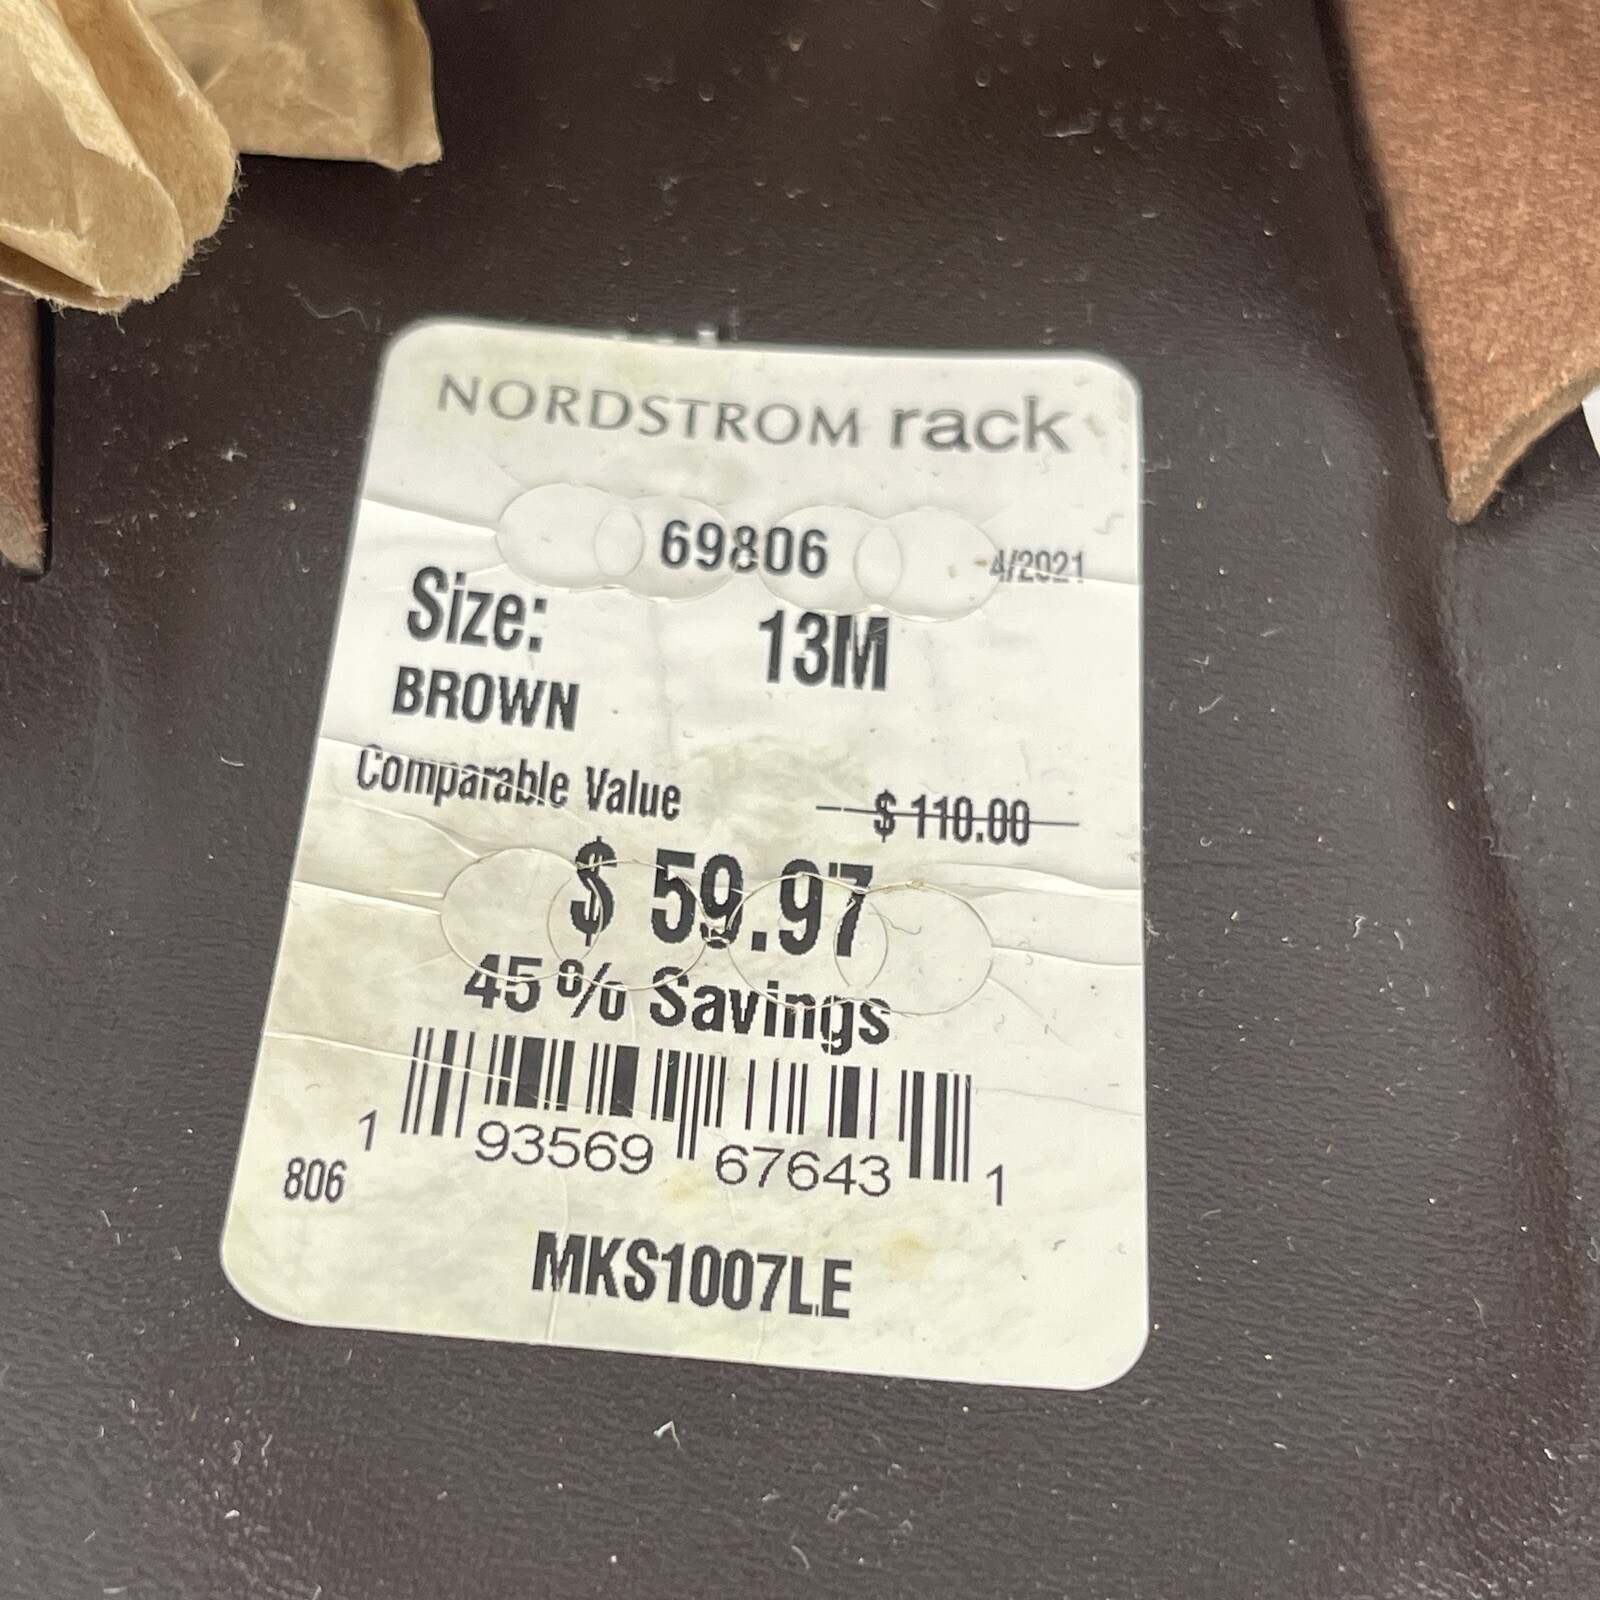 NORDSTROM rack
69806 4/2021
Size: 13M
BROWN
Comparable Value $ 110.00
$ 59.97
45% Savings
1 93569 67643 1
806
MKS1007LE